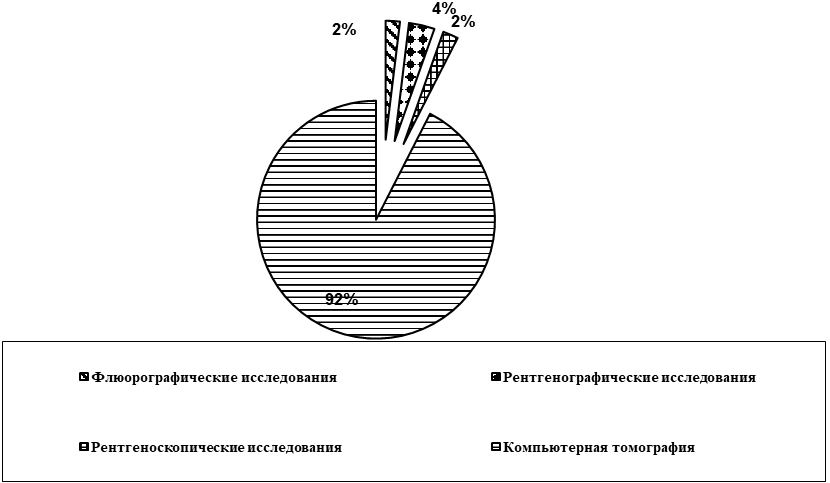 4%
2%
2%
92%
Флюорографические исследования
Рентгенографические исследования
Рентгеноскопические исследования
Компьютерная томография